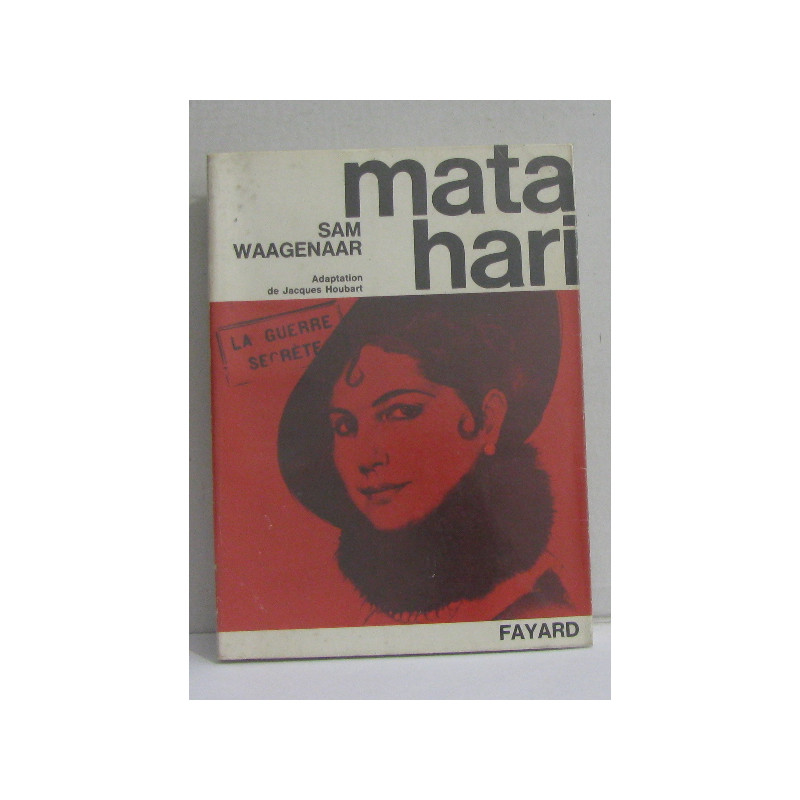 mata
hari
SAM
WAAGENAAR
Adaptation
de Jacques Houbart
LA GUERRE
SECRÈTE
FAYARD